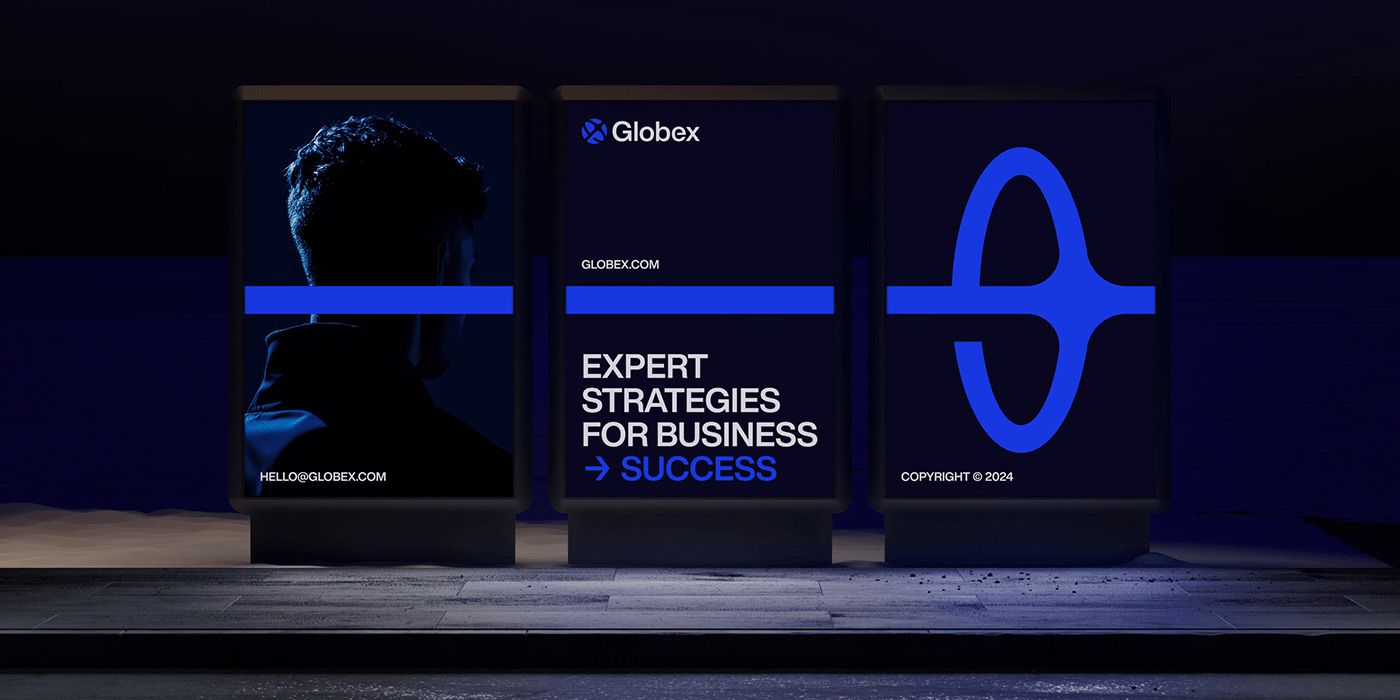 HELLO@GLOBEX.COM
Globex
GLOBEX.COM
EXPERT
STRATEGIES
FOR BUSINESS
→ SUCCESS
COPYRIGHT © 2024